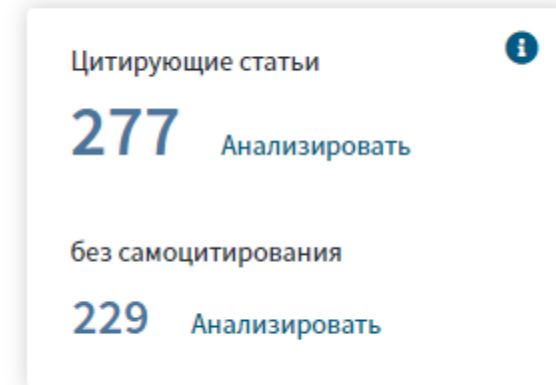 Цитирующие статьи
277 Анализировать
без самоцитирования
229 Анализировать